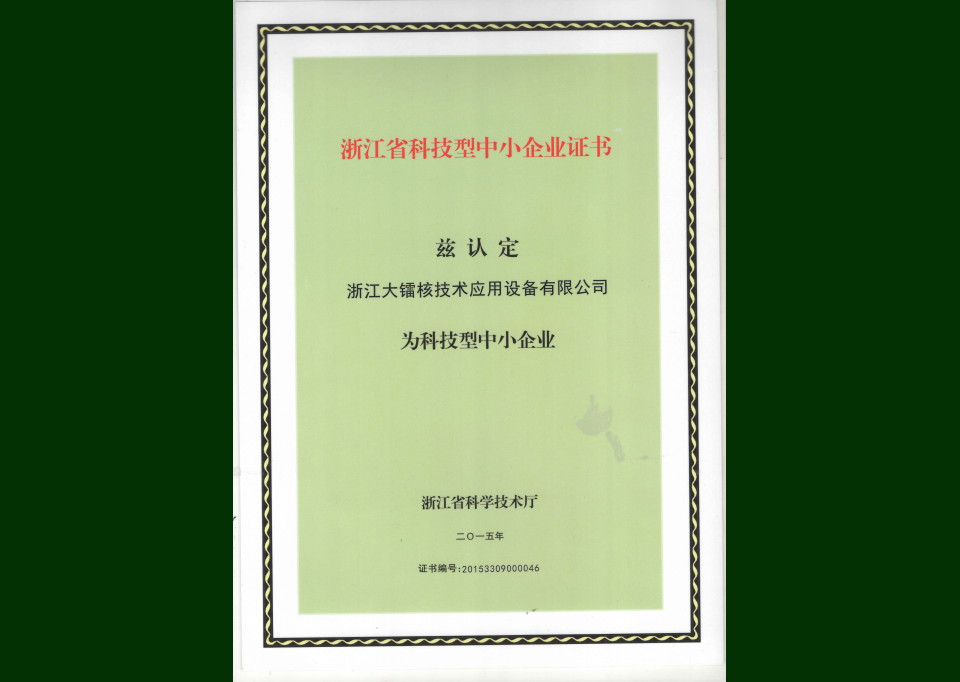 浙江省科技型中小企业证书
兹认定
浙江大镭核技术应用设备有限公司
为科技型中小企业
浙江省科学技术厅
二〇一五年
证书编号:20153309000046